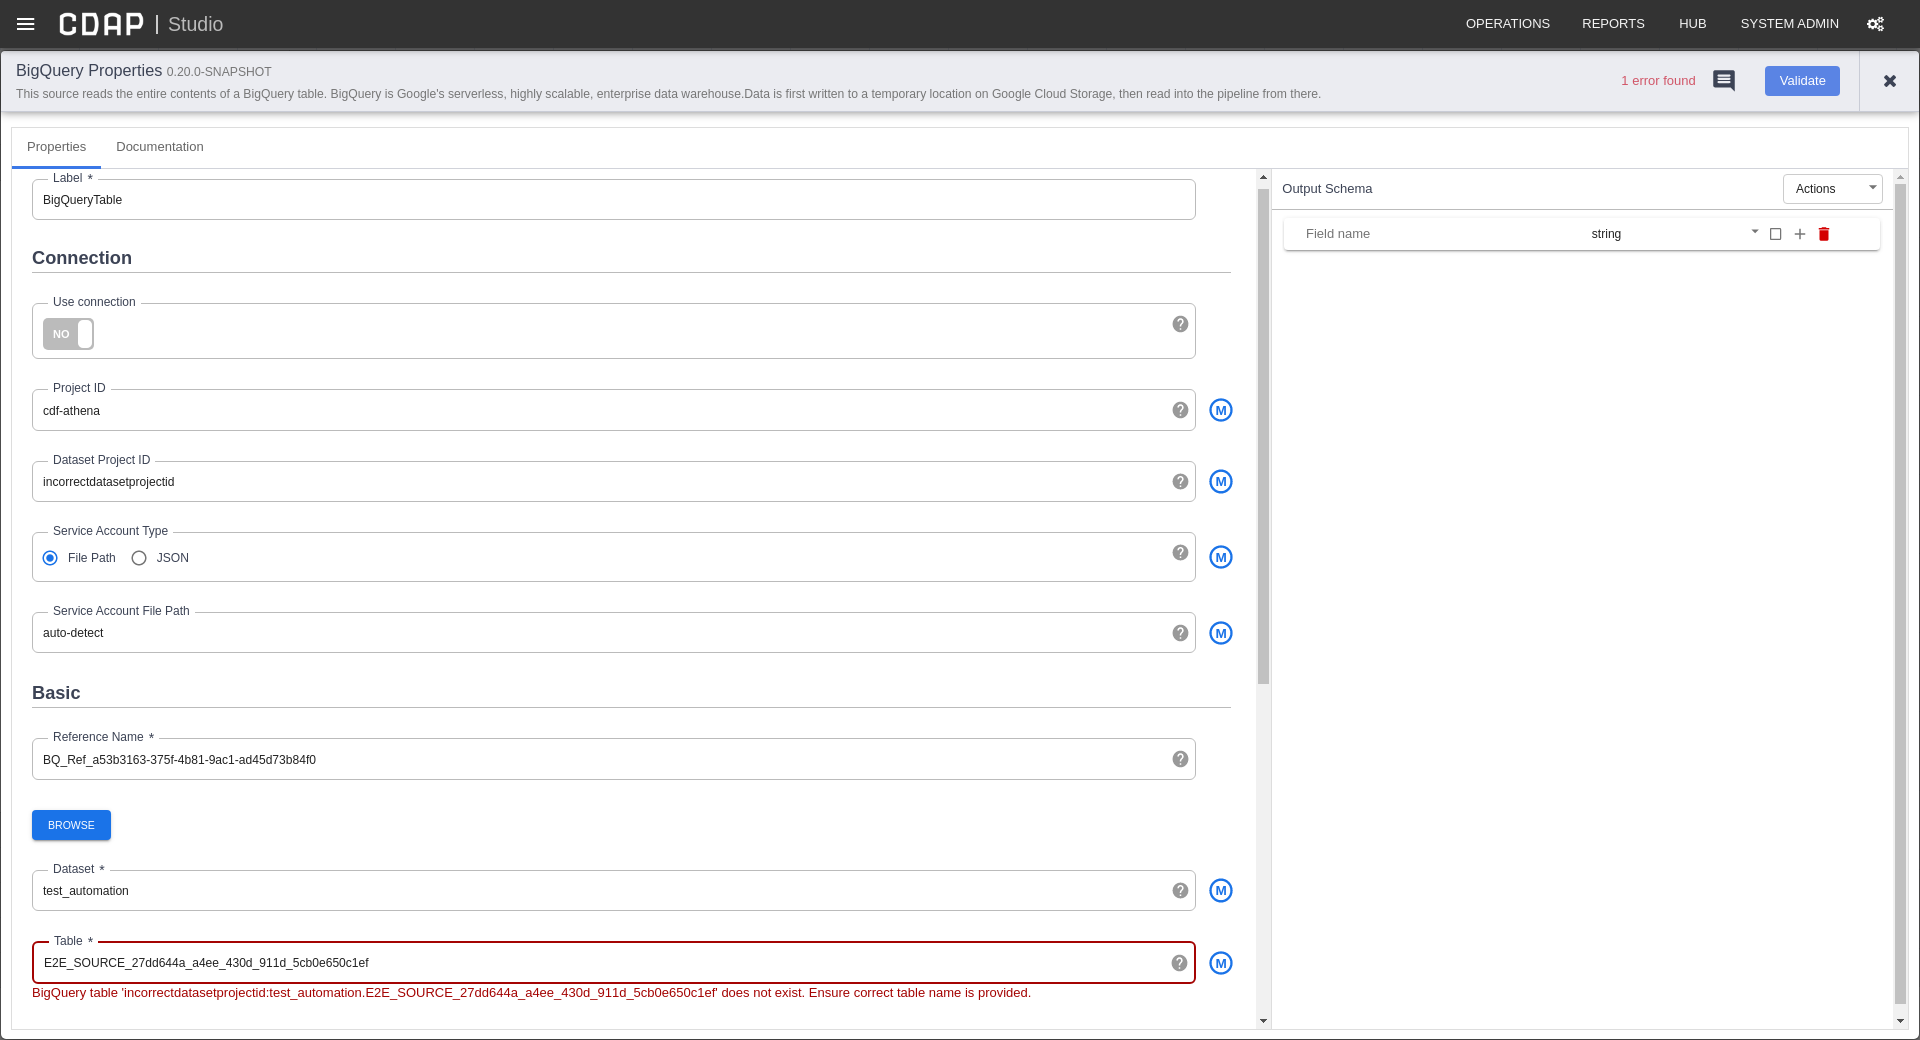 CDAP | Studio
OPERATIONS REPORTS HUB SYSTEM ADMIN
BigQuery Properties 0.20.0-SNAPSHOT
This source reads the entire contents of a BigQuery table. BigQuery is Google's serverless, highly scalable, enterprise data warehouse.Data is first written to a temporary location on Google Cloud Storage, then read into the pipeline from there.
1 error found
Validate
Properties Documentation
Label *
BigQueryTable
Connection
Use connection
NO
Project ID
cdf-athena
M
Dataset Project ID
incorrectdatasetprojectid
M
Service Account Type
File Path JSON
M
Service Account File Path
auto-detect
M
Basic
Reference Name *
BQ_Ref_a53b3163-375f-4b81-9ac1-ad45d73b84f0
BROWSE
Dataset *
test_automation
M
Table *
E2E_SOURCE_27dd644a_a4ee_430d_911d_5cb0e650c1ef
M
BigQuery table 'incorrectdatasetprojectid:test_automation.E2E_SOURCE_27dd644a_a4ee_430d_911d_5cb0e650c1ef' does not exist. Ensure correct table name is provided.
Output Schema
Actions
Field name string